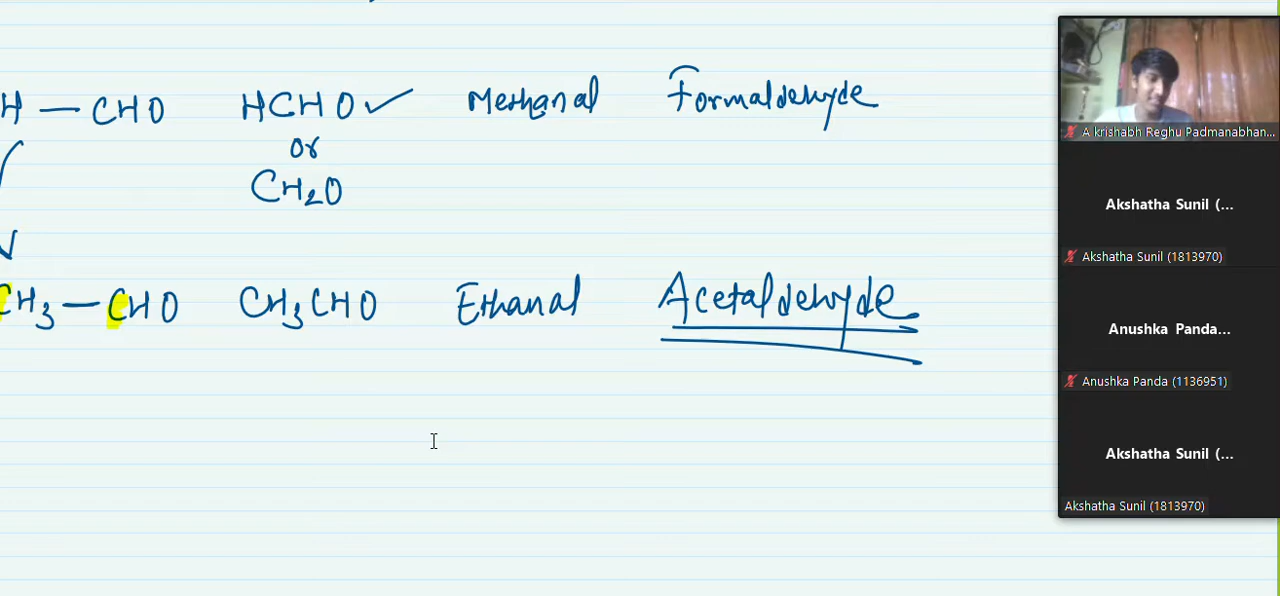 H — CHO HCHO ✓ Methanal Formaldehyde
or
CH₂O
CH₃ — CHO CH₃CHO Ethanal Acetaldehyde
A krishabh Reghu Padmanabhan...
Akshatha Sunil (...
Akshatha Sunil (1813970)
Anushka Panda...
Anushka Panda (1136951)
Akshatha Sunil (...
Akshatha Sunil (1813970)